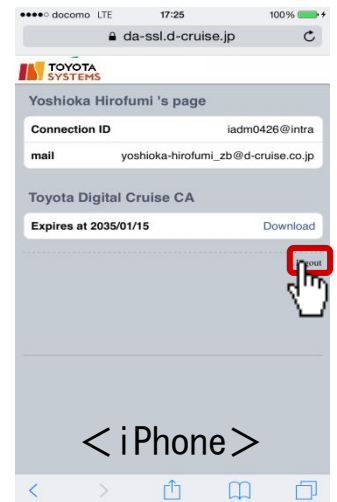 docomo LTE 17:25 100%
da-ssl.d-cruise.jp
TOYOTA
SYSTEMS
Yoshioka Hirofumi 's page
Connection ID iadm0426@intra
mail yoshioka-hirofumi_zb@d-cruise.co.jp
Toyota Digital Cruise CA
Expires at 2035/01/15 Download
logout
＜iPhone＞